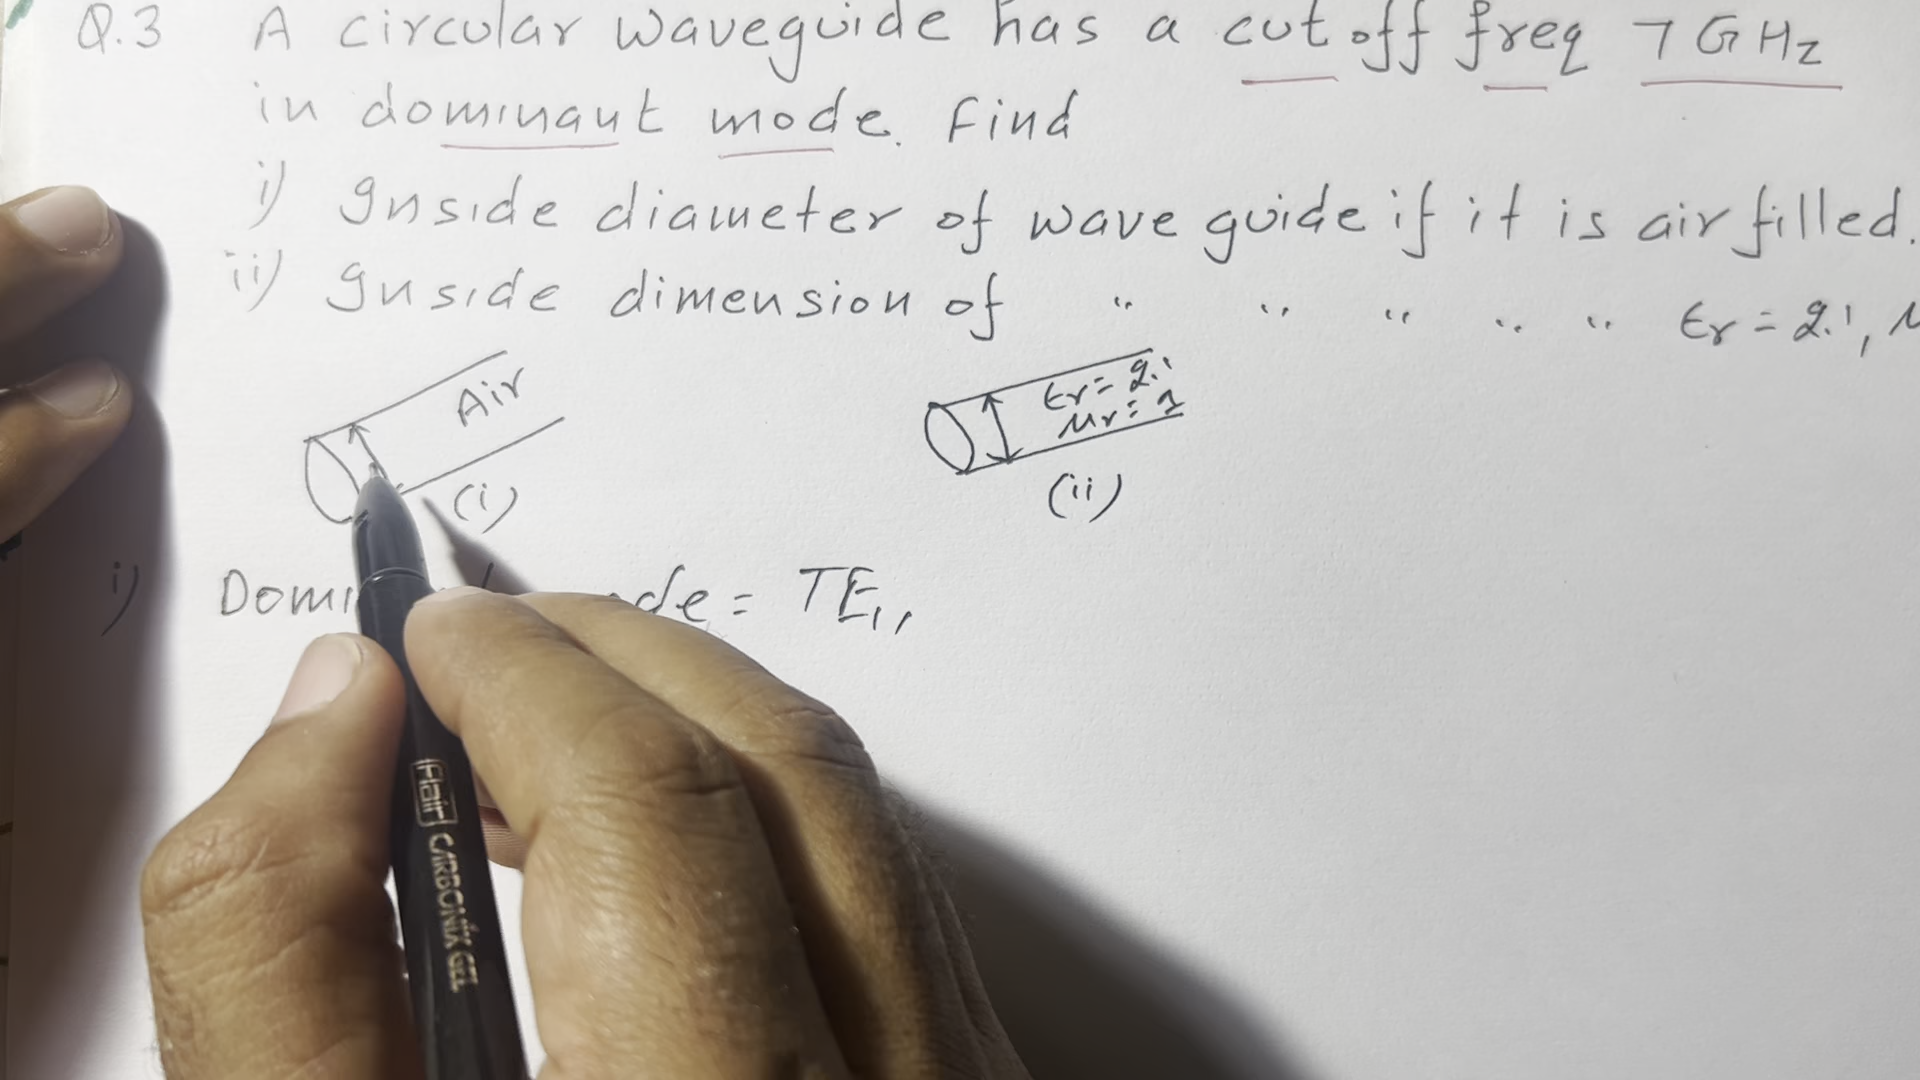 Q.3 A circular waveguide has a cut off freq 7 GHz
in dominant mode. Find
i) Inside diameter of wave guide if it is air filled.
ii) Inside dimension of " " " " " εr = 2.1, μ
Air
(i)
εr = 2.1
μr = 1
(ii)
i) Domi de = TE11
Flair CARBONIX GEL